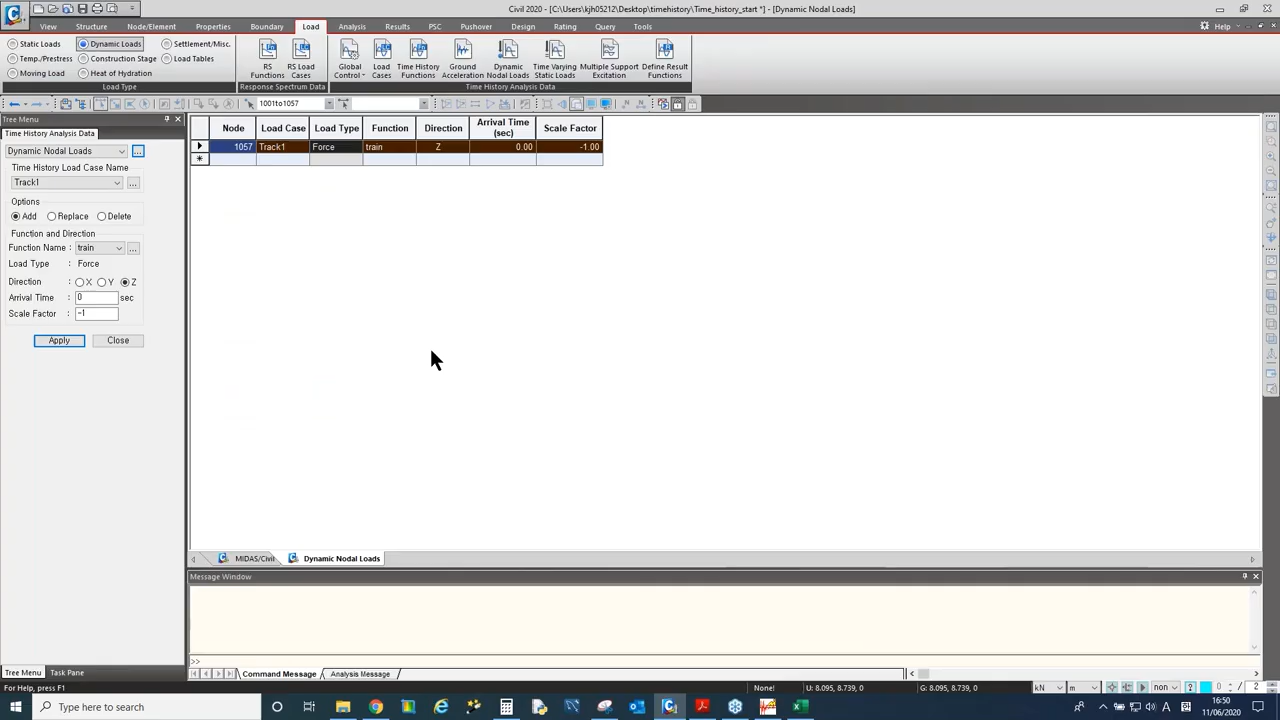 Civil 2020 - [C:\Users\kjh05212\Desktop\timehistory\Time_history_start *] - [Dynamic Nodal Loads]
View Structure Node/Element Properties Boundary Load Analysis Results PSC Pushover Design Rating Query Tools Help
Static Loads Dynamic Loads Settlement/Misc.
Temp./Prestress Construction Stage Load Tables
Moving Load Heat of Hydration
Load Type
RS Functions
RS Load Cases
Response Spectrum Data
Global Control
Load Cases
Time History Functions
Ground Acceleration
Dynamic Nodal Loads
Time Varying Static Loads
Multiple Support Excitation
Define Result Functions
Time History Analysis Data
1001to1057
Tree Menu
Time History Analysis Data
Dynamic Nodal Loads
...
Time History Load Case Name
Track1
...
Options
Add Replace Delete
Function and Direction
Function Name : train ...
Load Type : Force
Direction : X Y Z
Arrival Time : 0 sec
Scale Factor : -1
Apply Close
Node Load Case Load Type Function Direction Arrival Time (sec) Scale Factor
1057 Track1 Force train Z 0.00 -1.00
*
MIDAS/Civil Dynamic Nodal Loads
Message Window
>>
Command Message Analysis Message
Tree Menu Task Pane
For Help, press F1
None! U: 8.095, 8.739, 0 G: 8.095, 8.739, 0 kN m non 2
Type here to search
16:50
11/06/2020